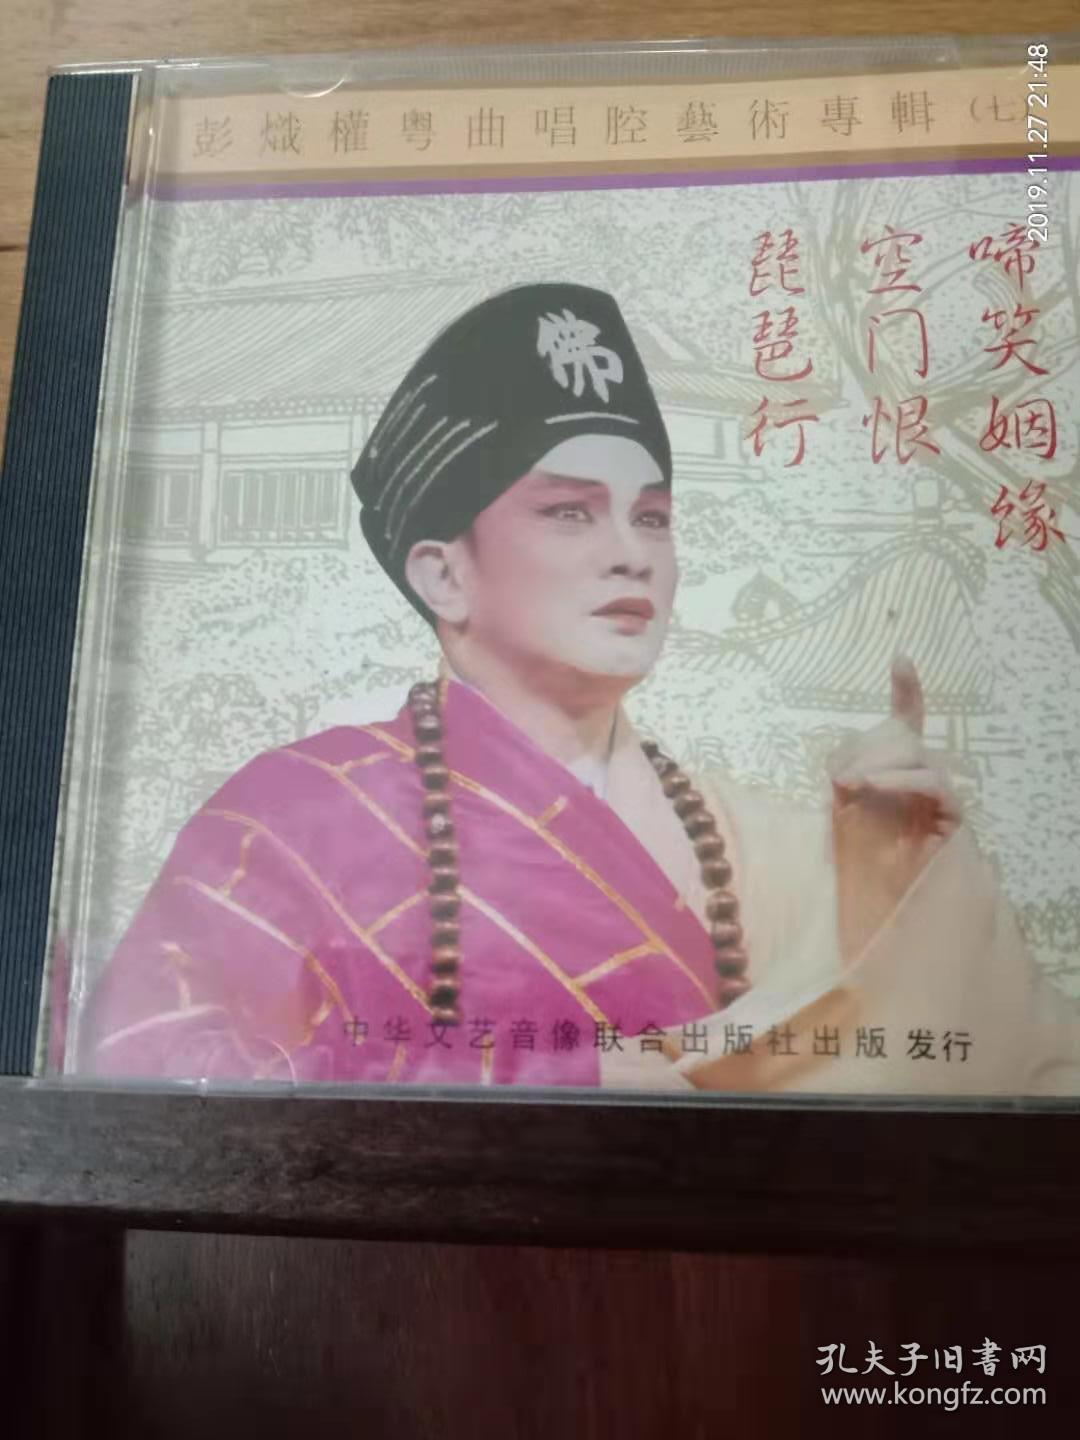 彭熾權粵曲唱腔藝術專輯(七)
啼笑姻缘
空门恨
琵琶行
佛
中华文艺音像联合出版社出版 发行
2019.11.27 21:48
孔夫子旧書网
www.kongfz.com